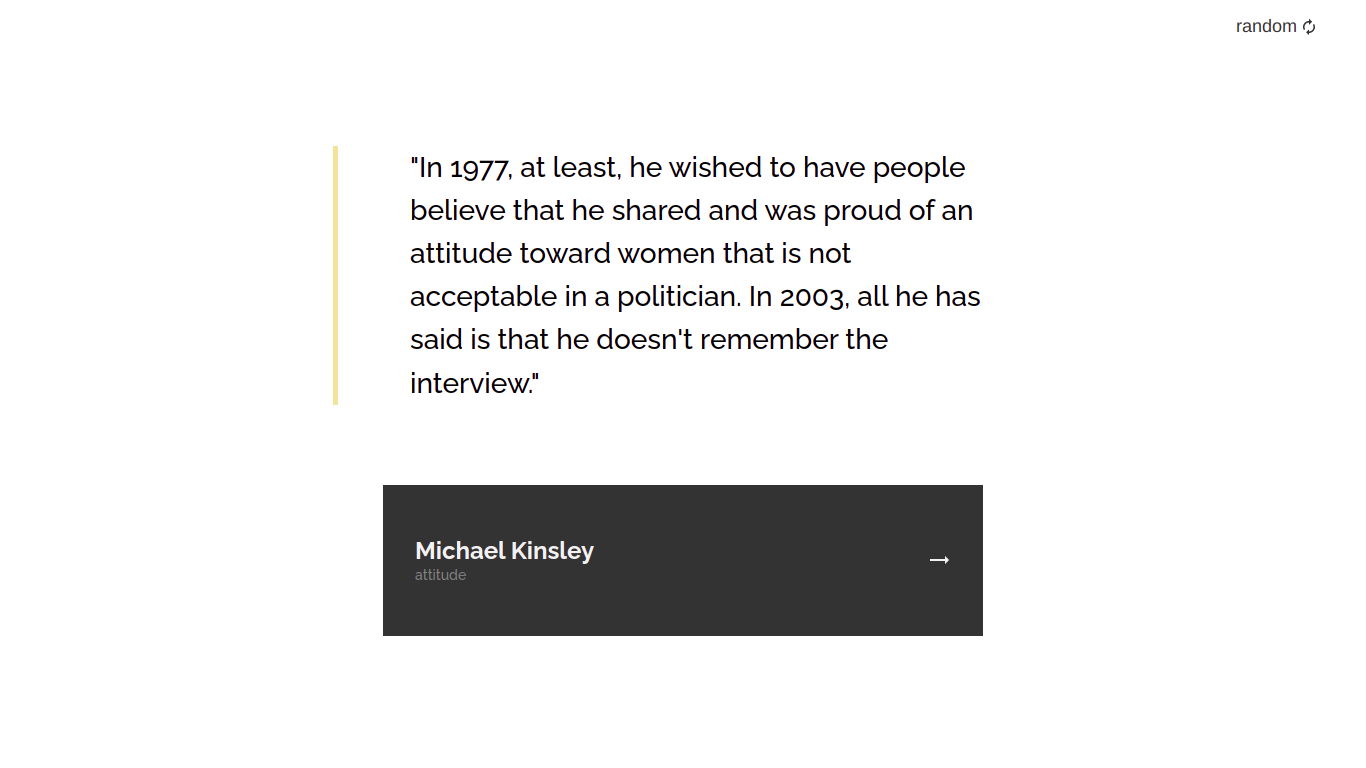 random
"In 1977, at least, he wished to have people
believe that he shared and was proud of an
attitude toward women that is not
acceptable in a politician. In 2003, all he has
said is that he doesn't remember the
interview."
Michael Kinsley
attitude